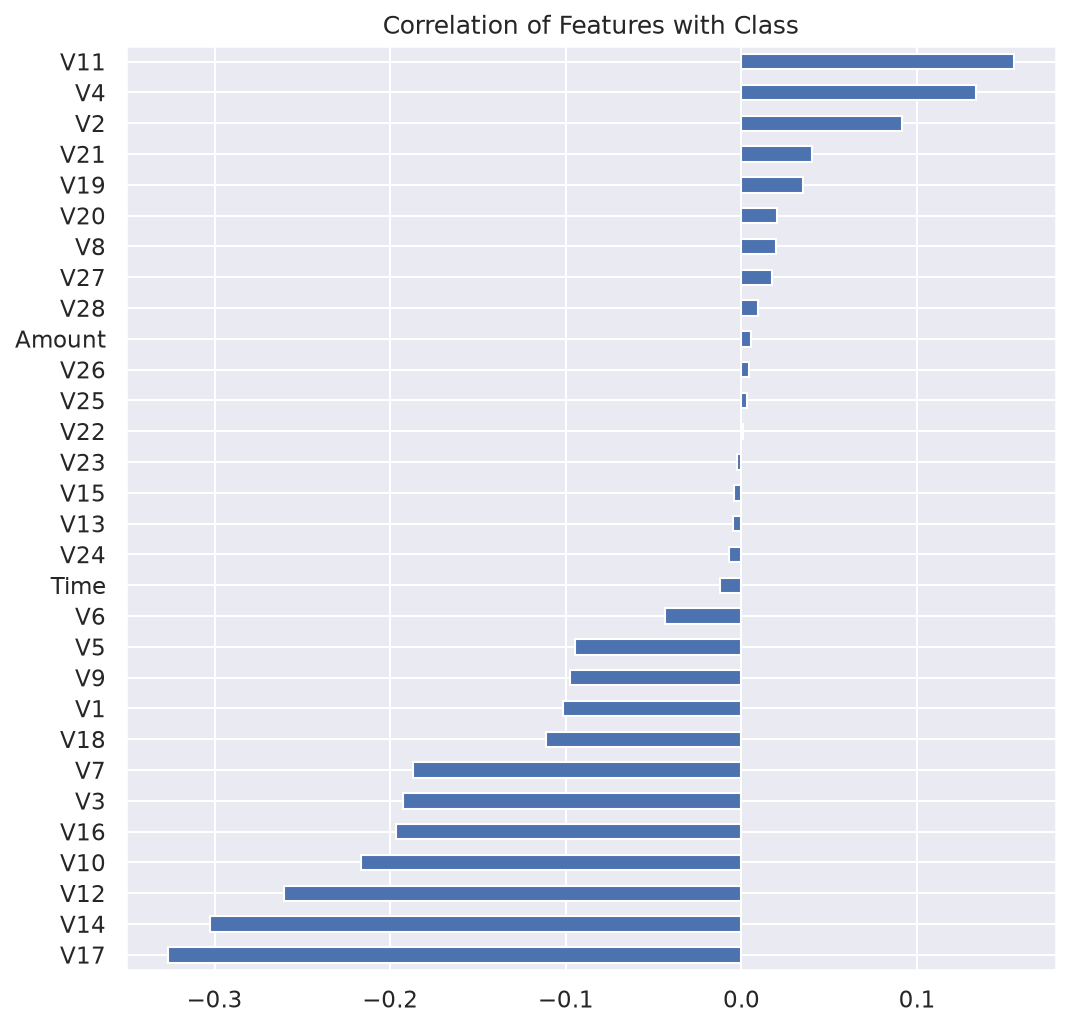 Correlation of Features with Class
V11
V4
V2
V21
V19
V20
V8
V27
V28
Amount
V26
V25
V22
V23
V15
V13
V24
Time
V6
V5
V9
V1
V18
V7
V3
V16
V10
V12
V14
V17
−0.3 −0.2 −0.1 0.0 0.1